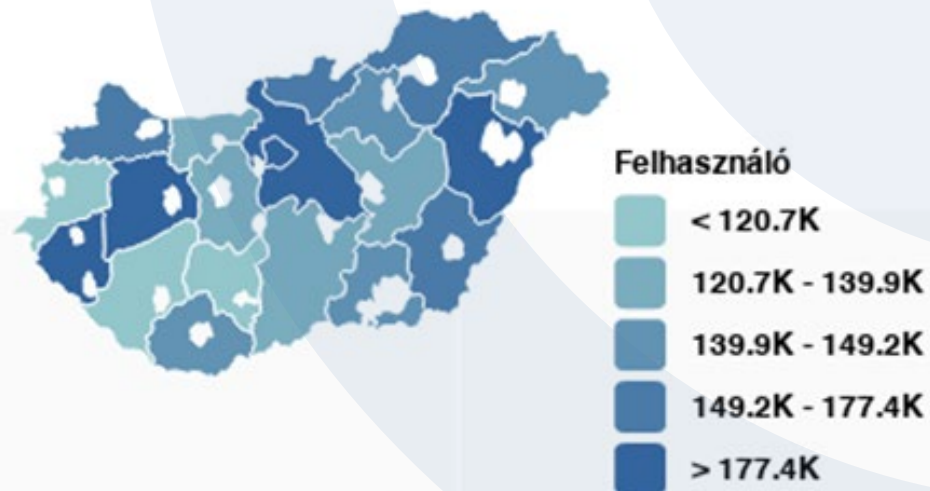 Felhasználó
< 120.7K
120.7K - 139.9K
139.9K - 149.2K
149.2K - 177.4K
> 177.4K